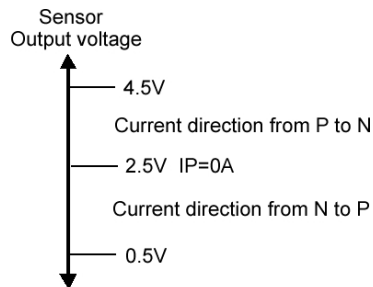 Sensor
Output voltage
4.5V
Current direction from P to N
2.5V IP=0A
Current direction from N to P
0.5V